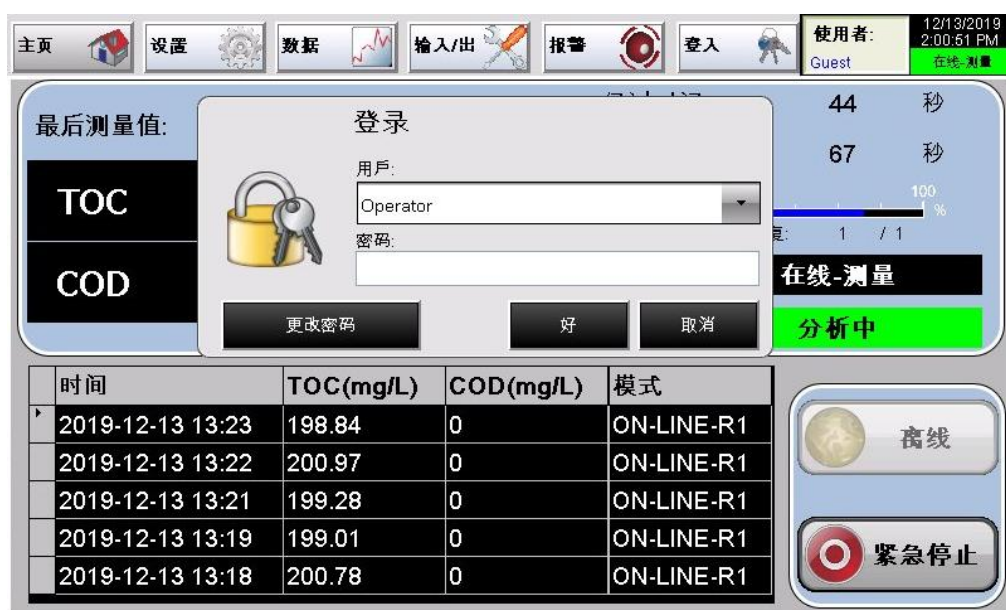 主页 设置 数据 输入/出 报警 登入 使用者: 12/13/2019
Guest 2:00:51 PM
在线-测量
最后测量值: 44 秒
67 秒
TOC
COD
100
%
1 / 1
在线-测量
分析中
登录
用戶:
Operator
密码:
更改密码 好 取消
时间 TOC(mg/L) COD(mg/L) 模式
2019-12-13 13:23 198.84 0 ON-LINE-R1
2019-12-13 13:22 200.97 0 ON-LINE-R1
2019-12-13 13:21 199.28 0 ON-LINE-R1
2019-12-13 13:19 199.01 0 ON-LINE-R1
2019-12-13 13:18 200.78 0 ON-LINE-R1
离线
紧急停止